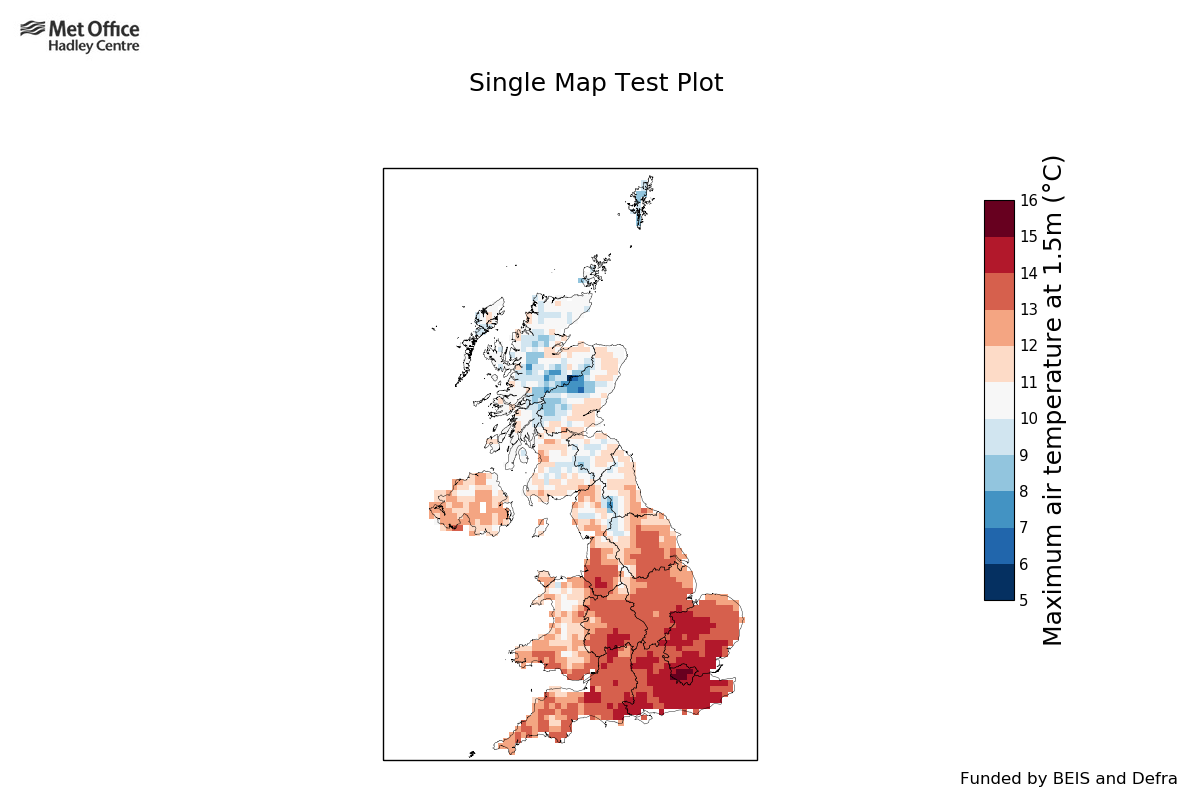 Met Office
Hadley Centre
Single Map Test Plot
16
15
14
13
12
11
10
9
8
7
6
5
Maximum air temperature at 1.5m (°C)
Funded by BEIS and Defra